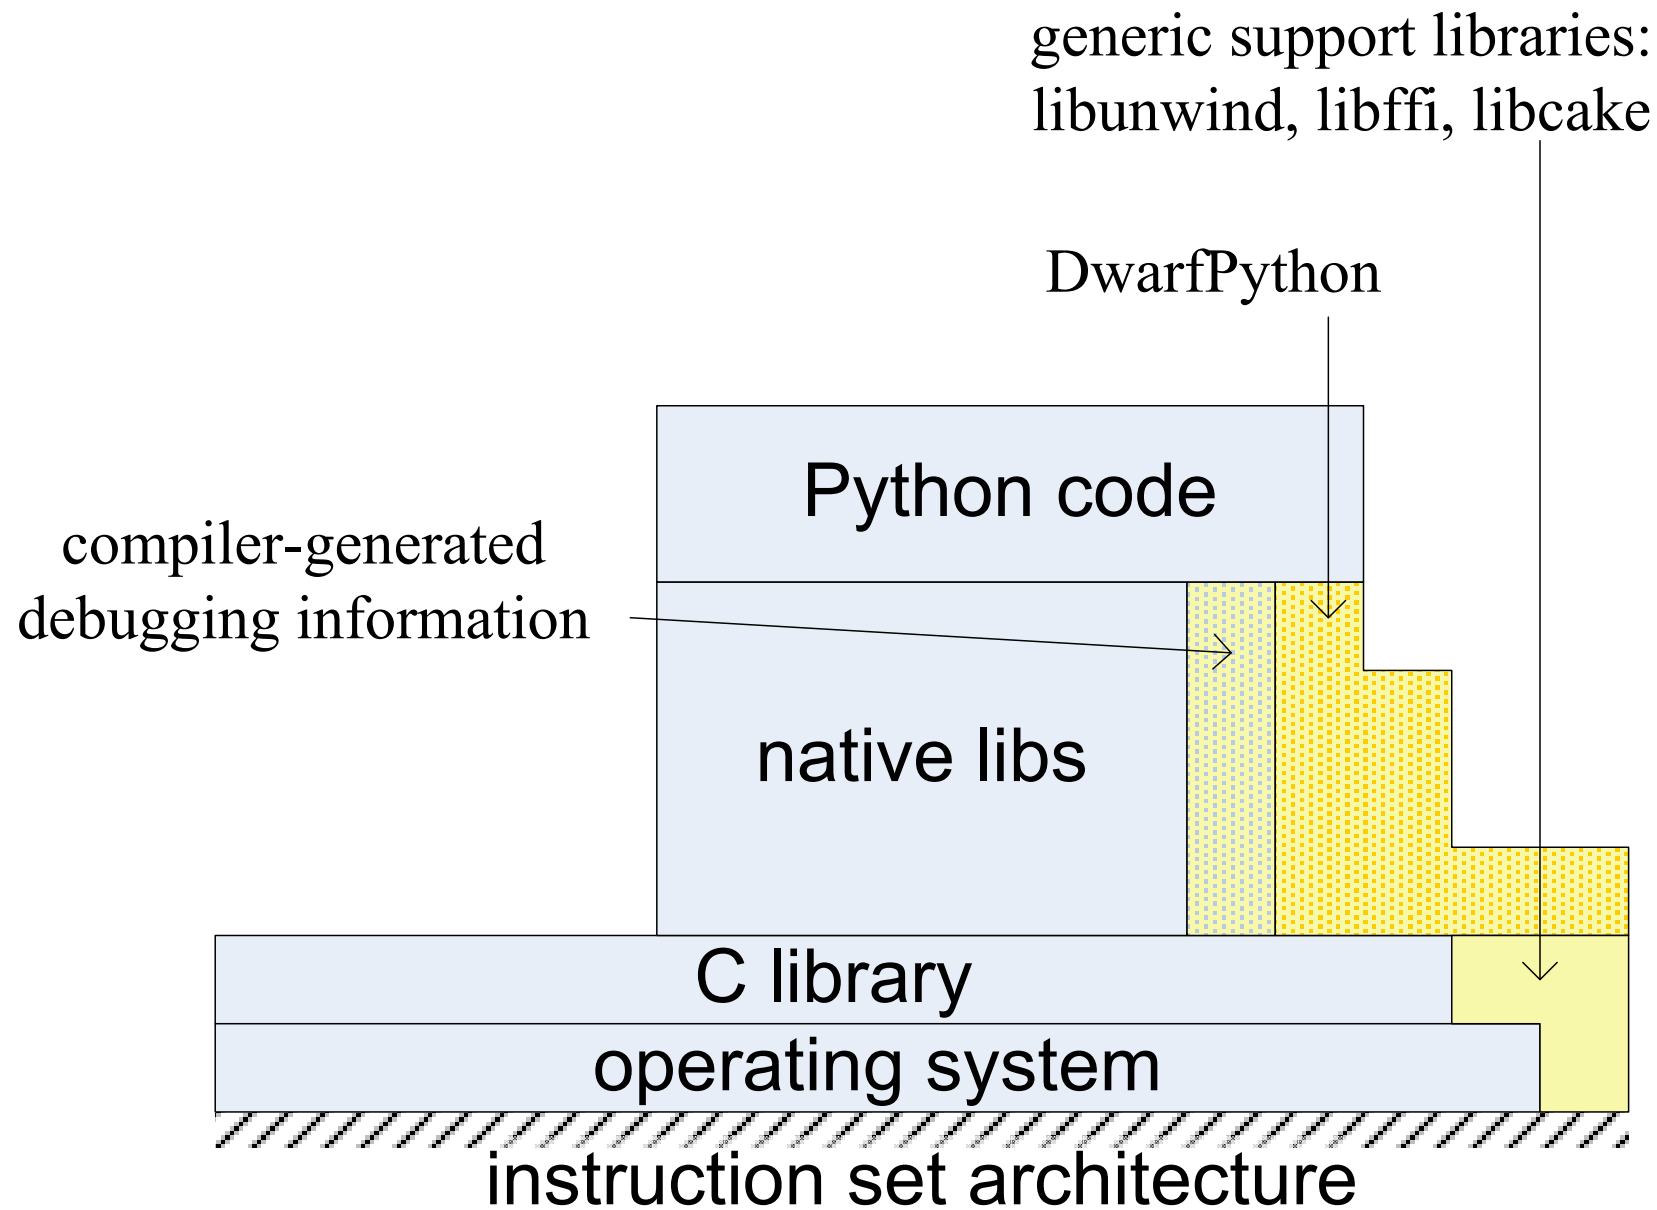 generic support libraries:
libunwind, libffi, libcake
DwarfPython
Python code
compiler-generated
debugging information
native libs
C library
operating system
instruction set architecture